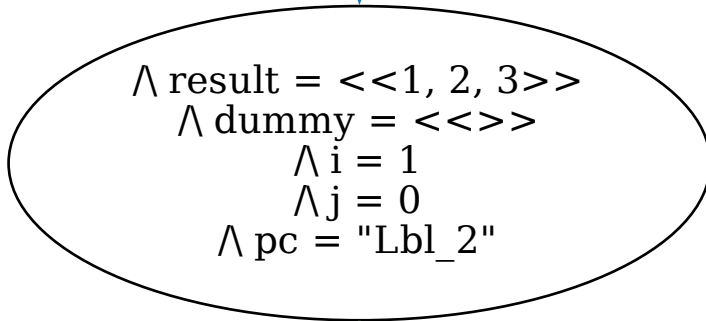 /\ result = <<1, 2, 3>>
/\ dummy = <<>>
/\ i = 1
/\ j = 0
/\ pc = "Lbl_2"